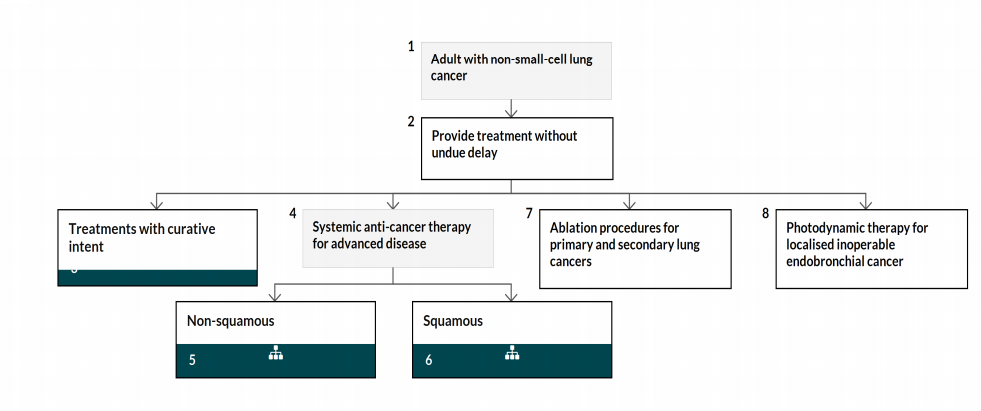 1
Adult with non-small-cell lung
cancer
2
Provide treatment without
undue delay
Treatments with curative
intent
4
Systemic anti-cancer therapy
for advanced disease
7
Ablation procedures for
primary and secondary lung
cancers
8
Photodynamic therapy for
localised inoperable
endobronchial cancer
Non-squamous
5
Squamous
6